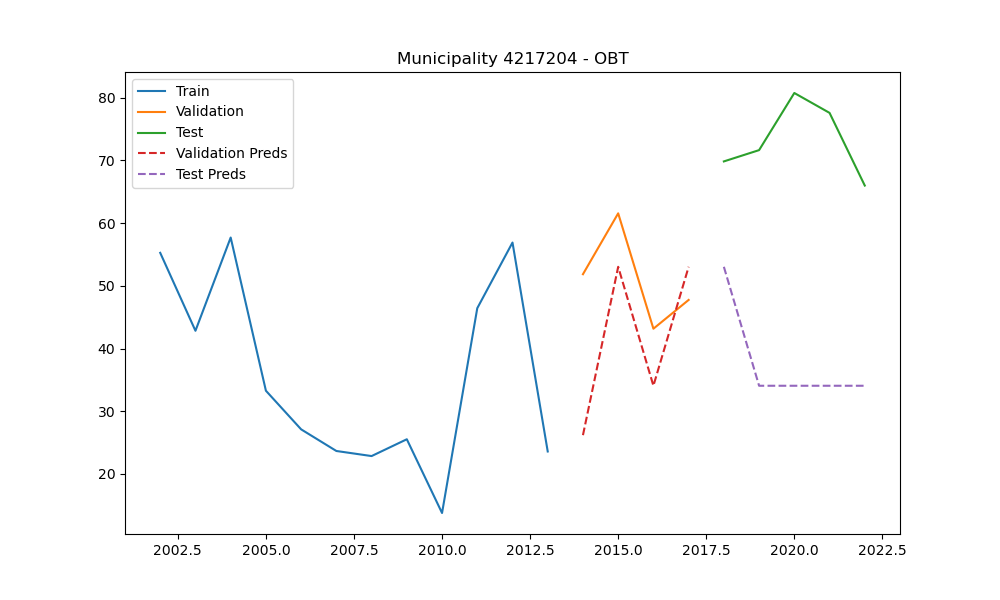 Municipality 4217204 - OBT
Train
Validation
Test
Validation Preds
Test Preds
80
70
60
50
40
30
20
2002.5 2005.0 2007.5 2010.0 2012.5 2015.0 2017.5 2020.0 2022.5